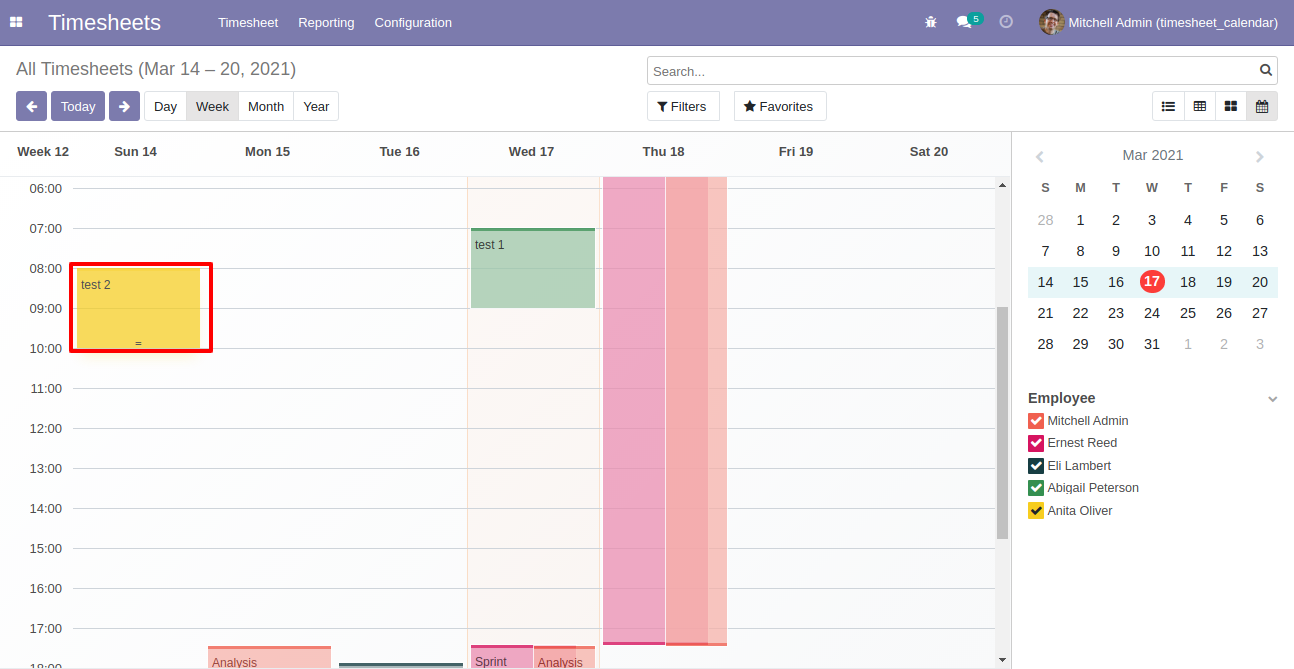 Timesheets Timesheet Reporting Configuration 5 Mitchell Admin (timesheet_calendar)
All Timesheets (Mar 14 – 20, 2021) Search...
Today Day Week Month Year Filters Favorites
Week 12 Sun 14 Mon 15 Tue 16 Wed 17 Thu 18 Fri 19 Sat 20
06:00
07:00
test 1
08:00
test 2
09:00
=
10:00
11:00
12:00
13:00
14:00
15:00
16:00
17:00
18:00
Analysis Sprint Analysis
Mar 2021
S M T W T F S
28 1 2 3 4 5 6
7 8 9 10 11 12 13
14 15 16 17 18 19 20
21 22 23 24 25 26 27
28 29 30 31 1 2 3
Employee
Mitchell Admin
Ernest Reed
Eli Lambert
Abigail Peterson
Anita Oliver